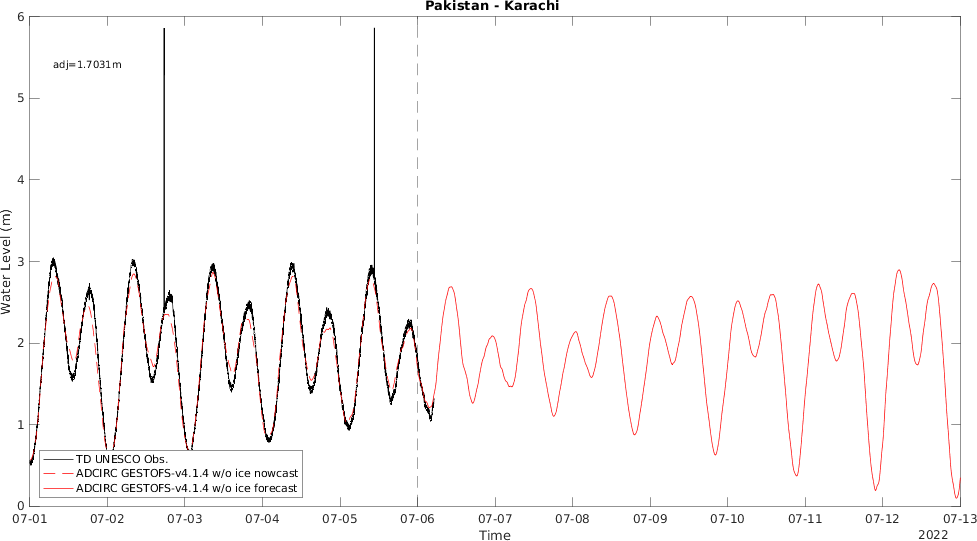 Pakistan - Karachi
6
adj=1.7031m
5
4
3
2
1
0
Water Level (m)
TD UNESCO Obs.
ADCIRC GESTOFS-v4.1.4 w/o ice nowcast
ADCIRC GESTOFS-v4.1.4 w/o ice forecast
07-01 07-02 07-03 07-04 07-05 07-06 07-07 07-08 07-09 07-10 07-11 07-12 07-13
Time
2022